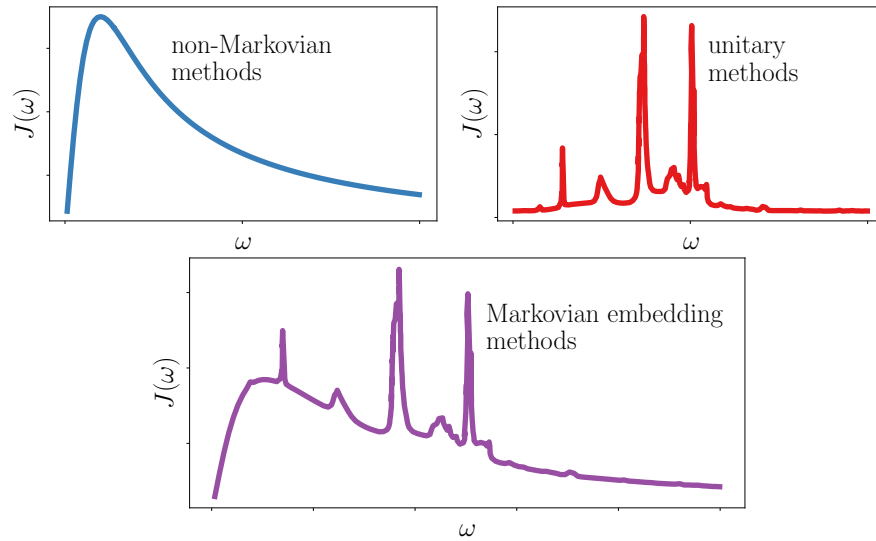 non-Markovian
methods
J(ω)
ω
unitary
methods
J(ω)
ω
Markovian embedding
methods
J(ω)
ω